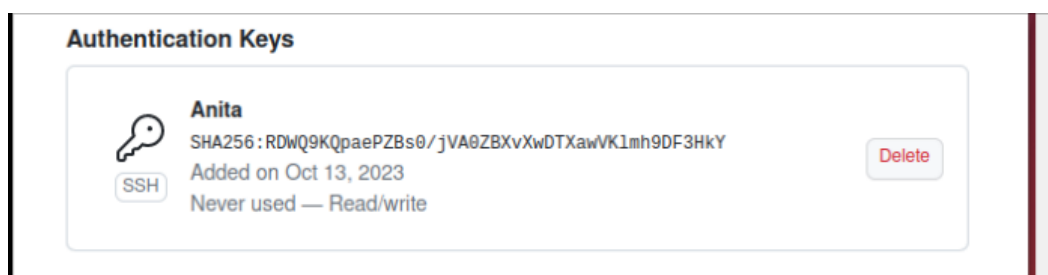 Authentication Keys
Anita
SHA256:RDWQ9KQpaePZBs0/jVA0ZBXvXwDTXawVKlmh9DF3HkY
Added on Oct 13, 2023
Never used — Read/write
SSH
Delete